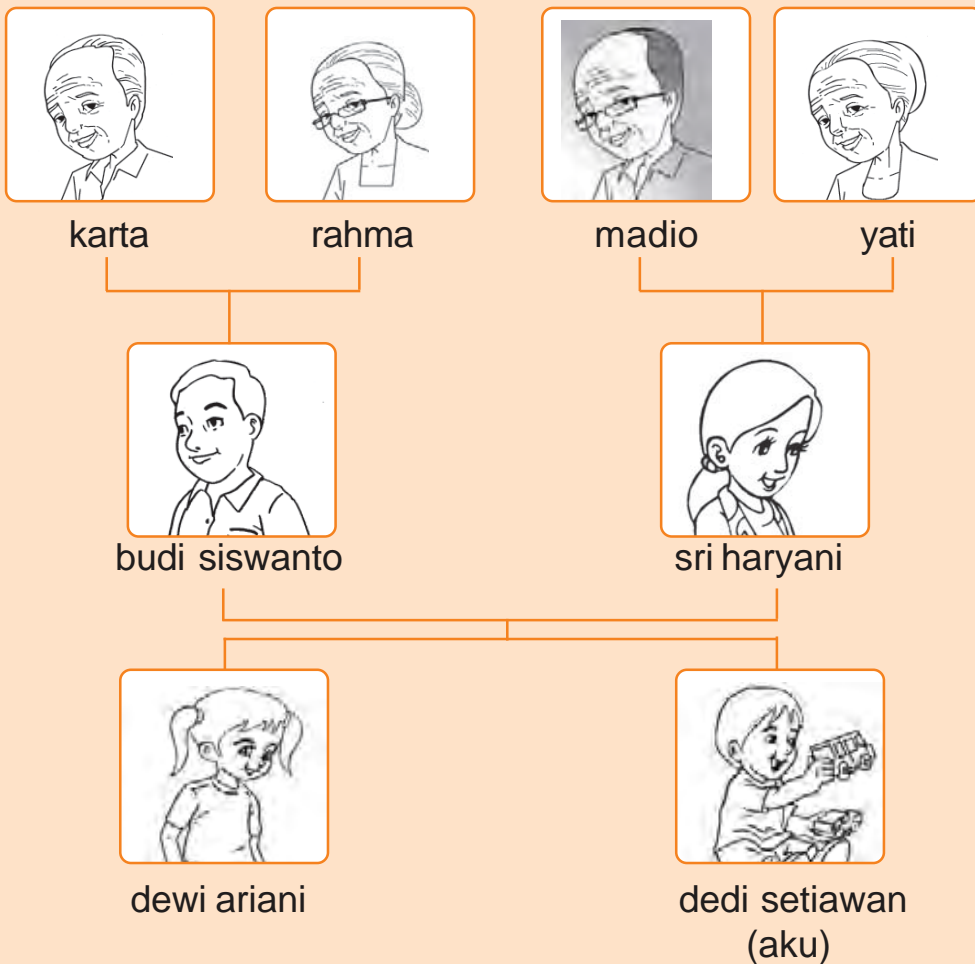 karta
rahma
madio
yati
budi siswanto
sri haryani
dewi ariani
dedi setiawan
(aku)